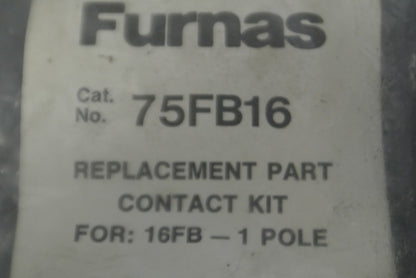 Furnas
Cat. No. 75FB16
REPLACEMENT PART
CONTACT KIT
FOR: 16FB — 1 POLE